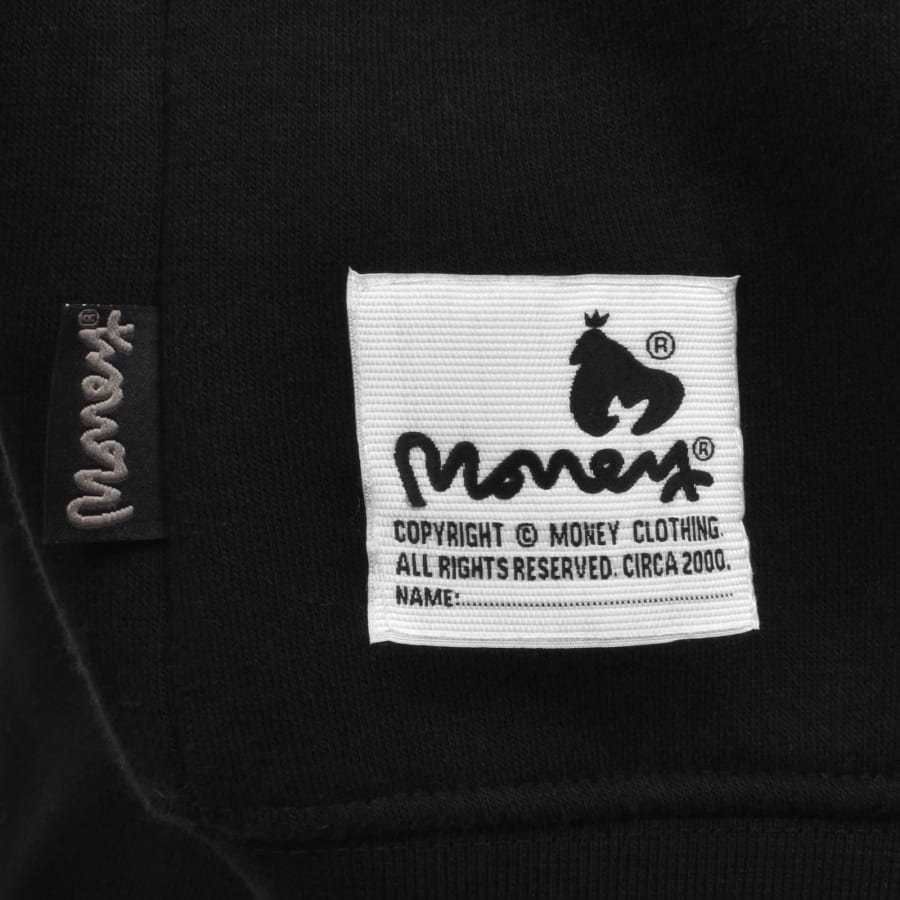 Money®
®
Money®
COPYRIGHT © MONEY CLOTHING.
ALL RIGHTS RESERVED. CIRCA 2000.
NAME:..........................................